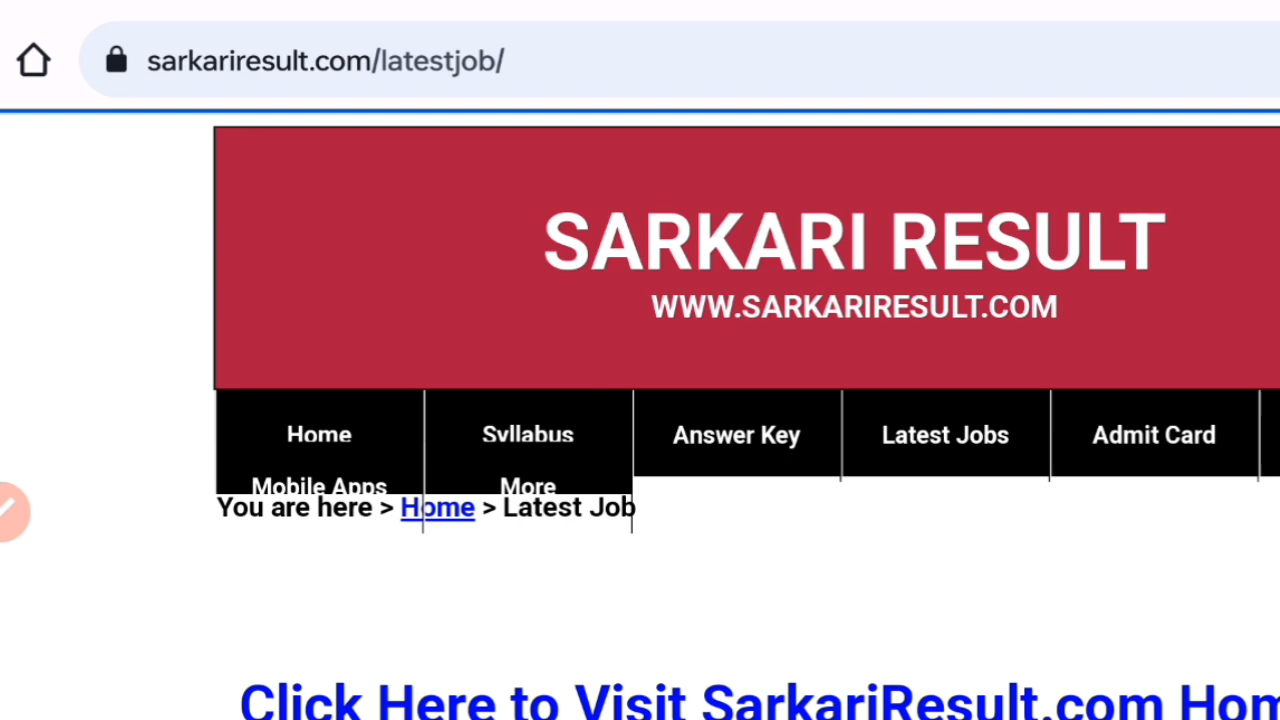 sarkariresult.com/latestjob/
SARKARI RESULT
WWW.SARKARIRESULT.COM
Home Syllabus Answer Key Latest Jobs Admit Card
Mobile Apps More
You are here > Home > Latest Job
Click Here to Visit SarkariResult.com Hom